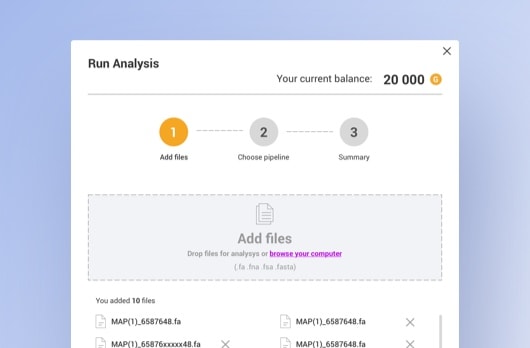 Run Analysis
Your current balance: 20 000 G
1 2 3
Add files Choose pipeline Summary
Add files
Drop files for analysys or browse your computer
(.fa .fna .fsa .fasta)
You added 10 files
MAP(1)_6587648.fa MAP(1)_6587648.fa
MAP(1)_65876xxxxx48.fa MAP(1)_6587648.fa